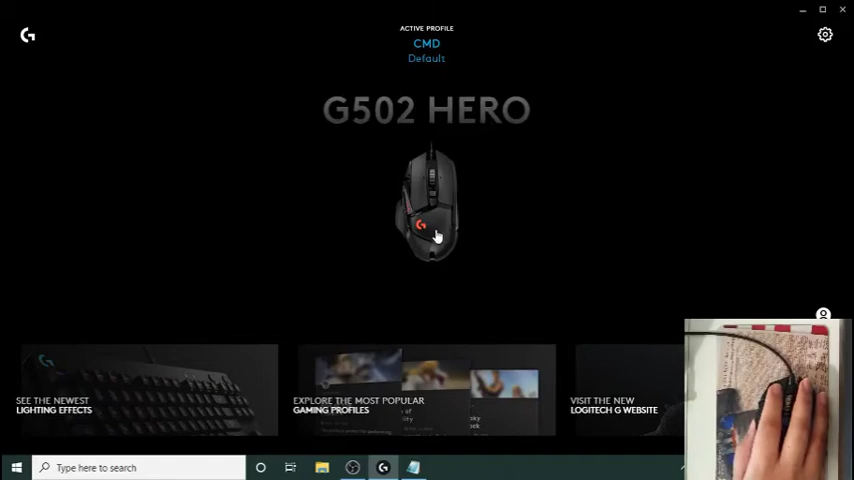 ACTIVE PROFILE
CMD
Default
G502 HERO
SEE THE NEWEST
LIGHTING EFFECTS
EXPLORE THE MOST POPULAR
GAMING PROFILES
VISIT THE NEW
LOGITECH G WEBSITE
Type here to search